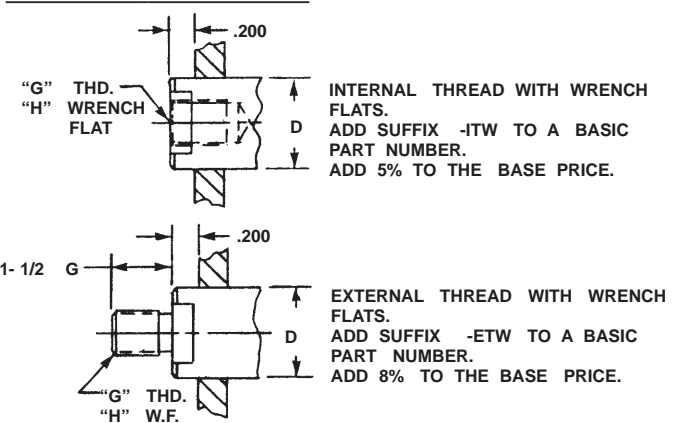 .200
“G” THD.
“H” WRENCH
FLAT
D
INTERNAL THREAD WITH WRENCH
FLATS.
ADD SUFFIX -ITW TO A BASIC
PART NUMBER.
ADD 5% TO THE BASE PRICE.
.200
1- 1/2 G
D
“G” THD.
“H” W.F.
EXTERNAL THREAD WITH WRENCH
FLATS.
ADD SUFFIX -ETW TO A BASIC
PART NUMBER.
ADD 8% TO THE BASE PRICE.